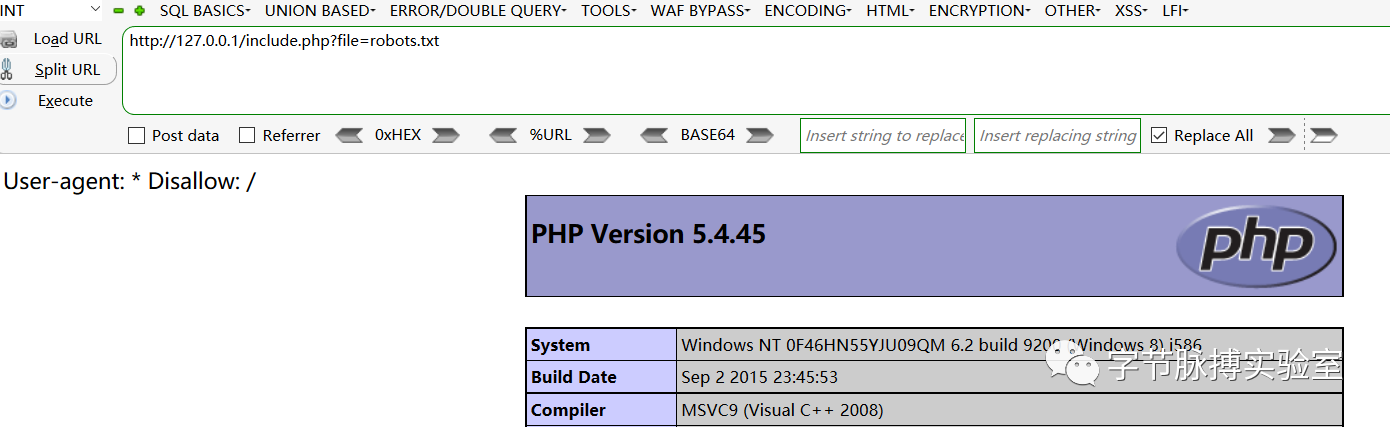 INT SQL BASICS UNION BASED ERROR/DOUBLE QUERY TOOLS WAF BYPASS ENCODING HTML ENCRYPTION OTHER XSS LFI
Load URL
http://127.0.0.1/include.php?file=robots.txt
Split URL
Execute
Post data Referrer 0xHEX %URL BASE64 Insert string to replace Insert replacing string Replace All
User-agent: * Disallow: /
PHP Version 5.4.45
php
System Windows NT 0F46HN55YJU09QM 6.2 build 9200 (Windows 8) i586
Build Date Sep 2 2015 23:45:53
Compiler MSVC9 (Visual C++ 2008)
字节脉搏实验室